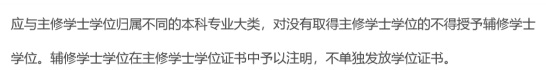 应与主修学士学位归属不同的本科专业大类，对没有取得主修学士学位的不得授予辅修学士
学位。辅修学士学位在主修学士学位证书中予以注明，不单独发放学位证书。